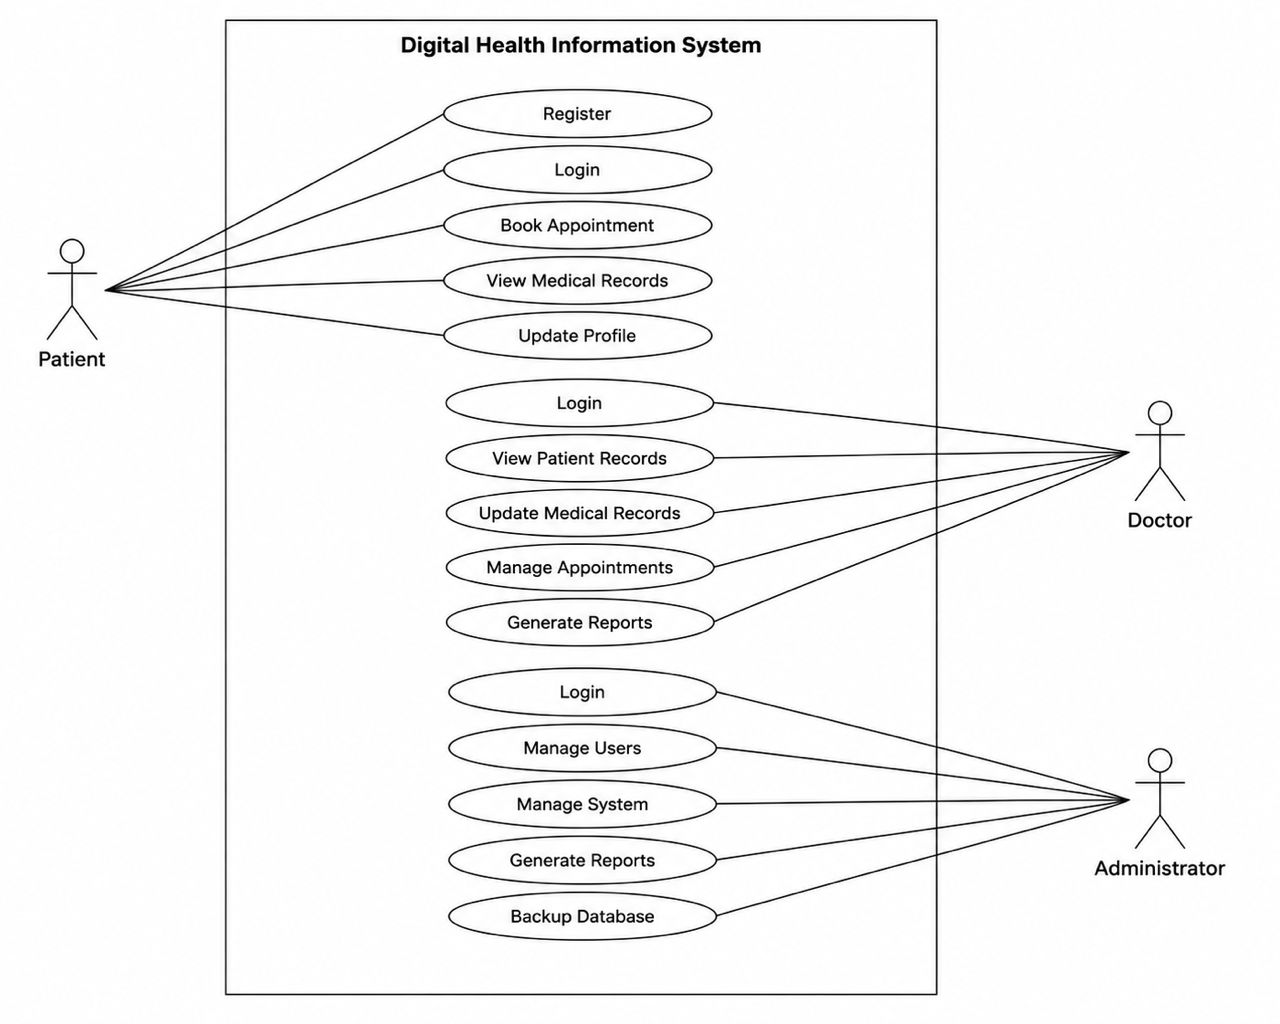 Digital Health Information System
Register
Login
Book Appointment
View Medical Records
Update Profile
Patient
Login
View Patient Records
Update Medical Records
Manage Appointments
Generate Reports
Doctor
Login
Manage Users
Manage System
Generate Reports
Backup Database
Administrator